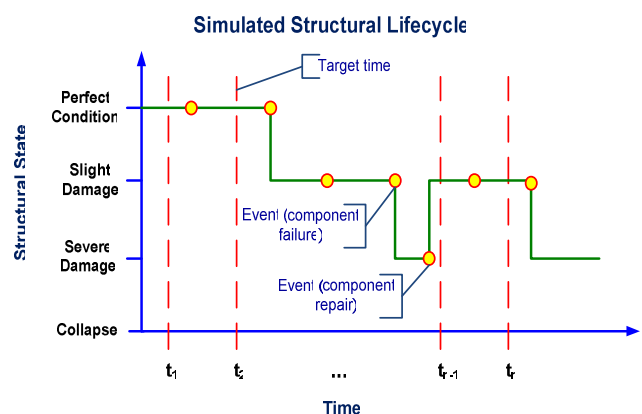 Simulated Structural Lifecycle
Target time
Perfect
Condition
Slight
Damage
Severe
Damage
Collapse
Structural State
Event (component
failure)
Event (component
repair)
t1
t2
...
tr-1
tr
Time